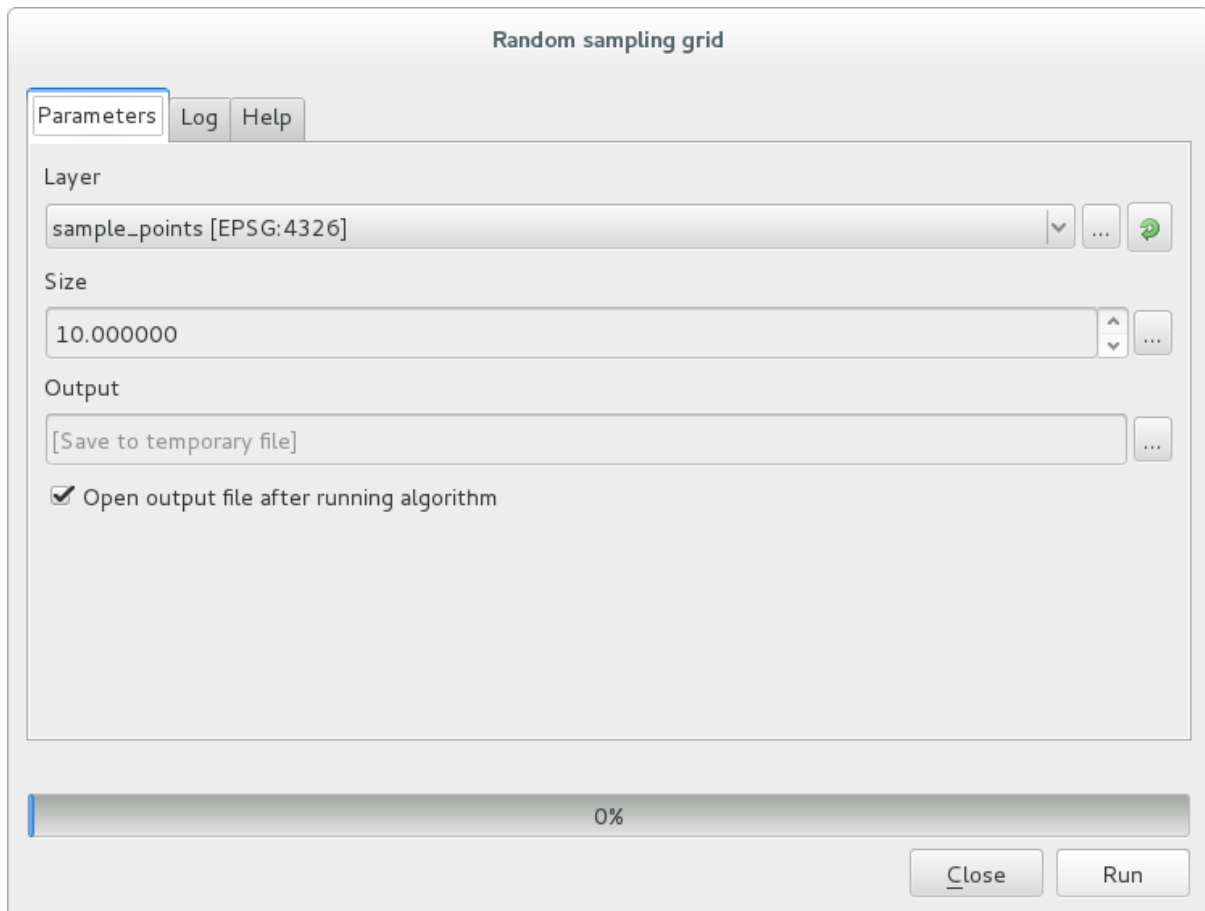 Random sampling grid
Parameters Log Help
Layer
sample_points [EPSG:4326]
...
Size
10.000000
...
Output
[Save to temporary file]
...
Open output file after running algorithm
0%
Close Run